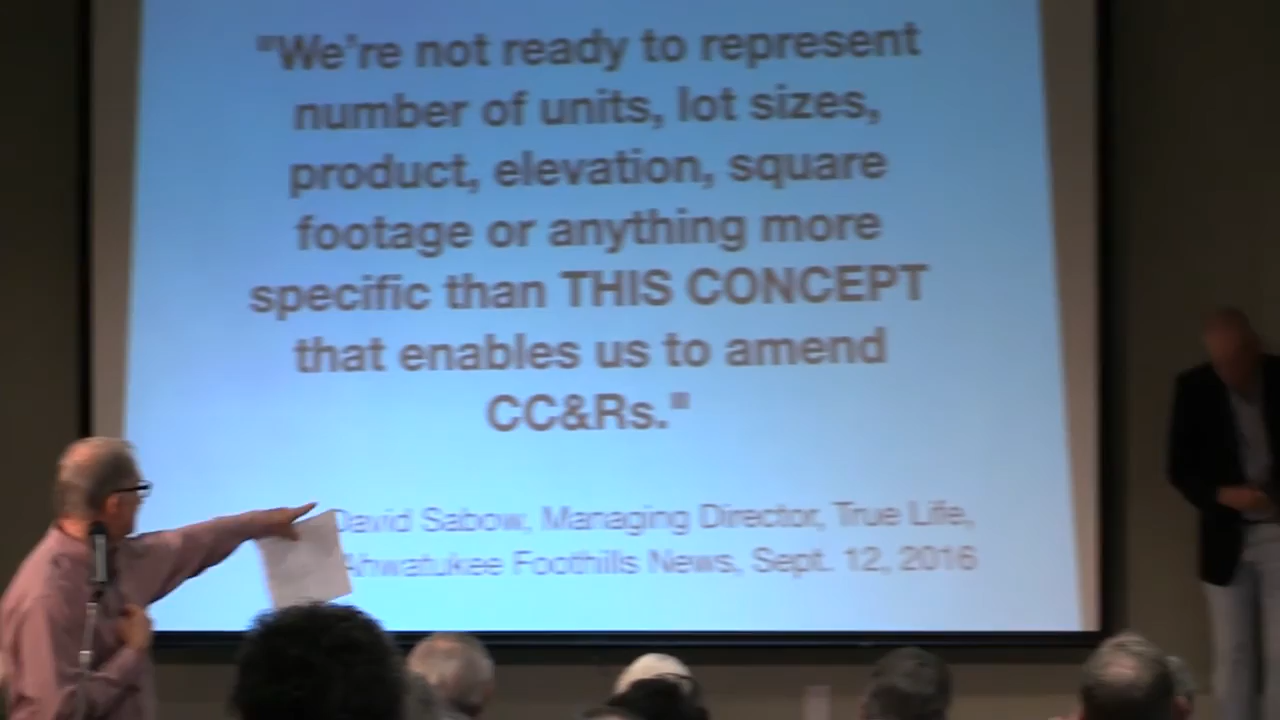 "We're not ready to represent
number of units, lot sizes,
product, elevation, square
footage or anything more
specific than THIS CONCEPT
that enables us to amend
CC&Rs."
David Sabow, Managing Director, True Life,
Ahwatukee Foothills News, Sept. 12, 2016